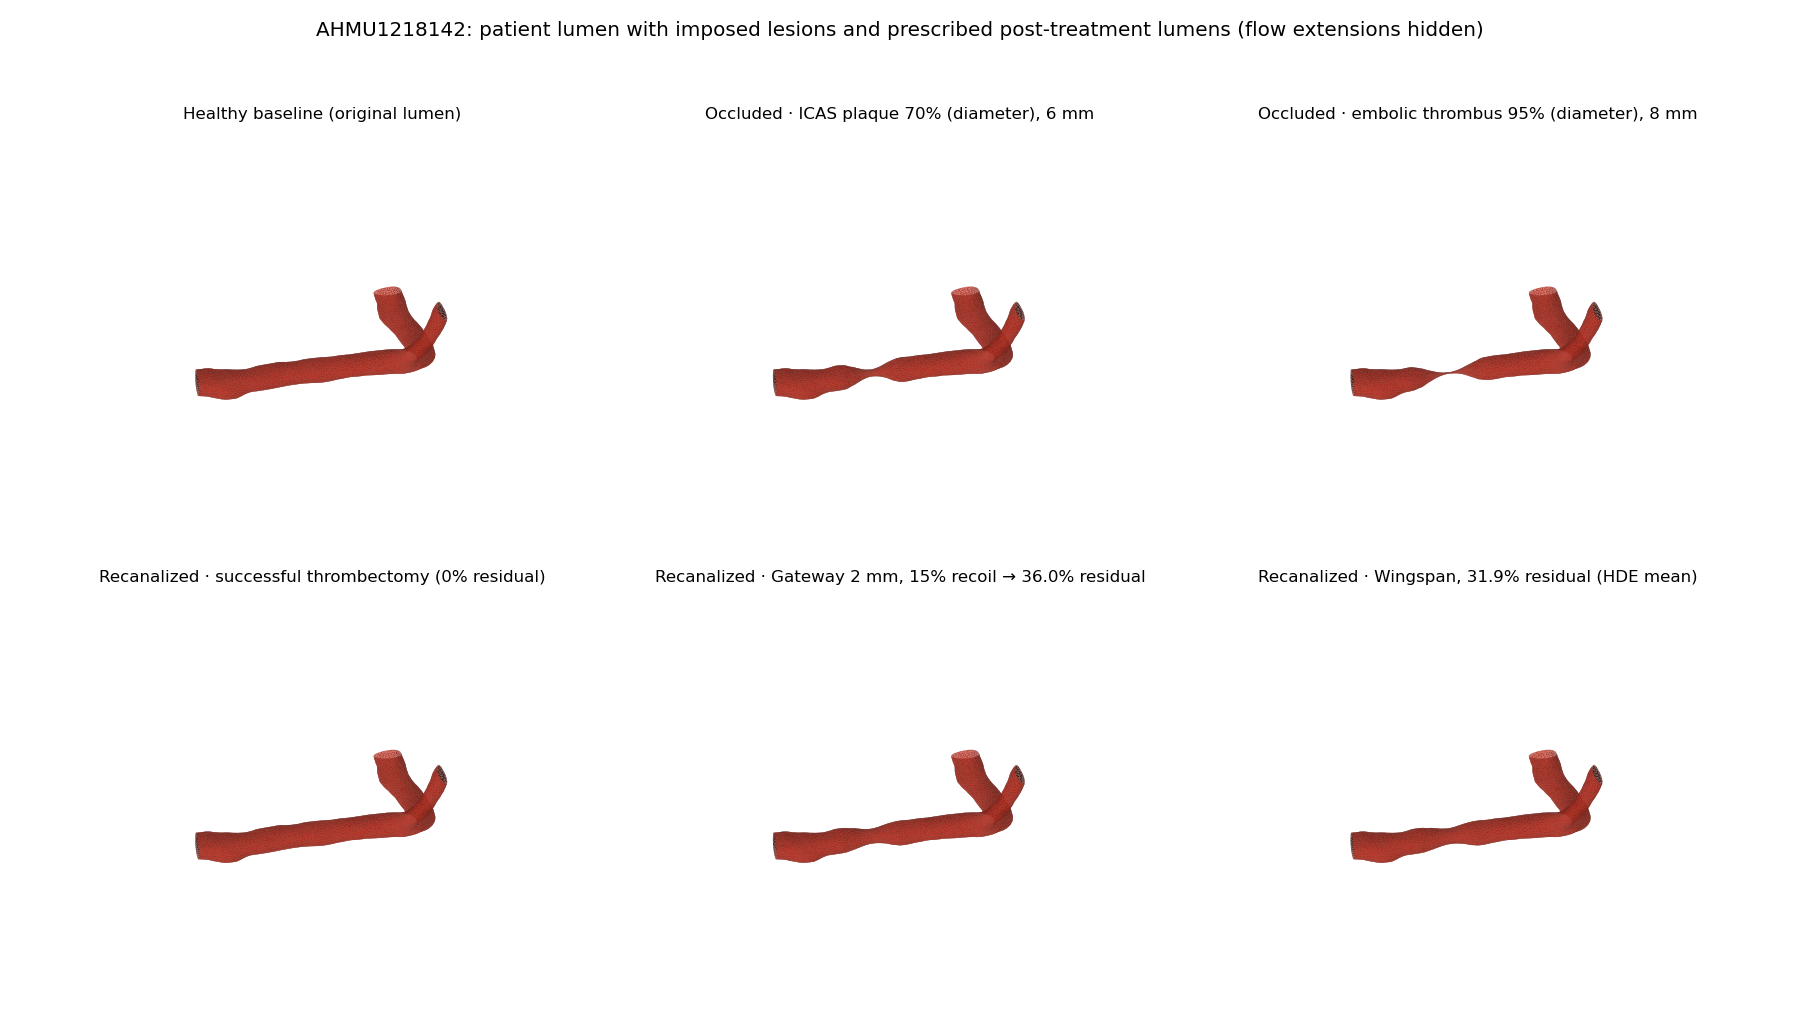 AHMU1218142: patient lumen with imposed lesions and prescribed post-treatment lumens (flow extensions hidden)
Healthy baseline (original lumen)
Occluded · ICAS plaque 70% (diameter), 6 mm
Occluded · embolic thrombus 95% (diameter), 8 mm
Recanalized · successful thrombectomy (0% residual)
Recanalized · Gateway 2 mm, 15% recoil → 36.0% residual
Recanalized · Wingspan, 31.9% residual (HDE mean)